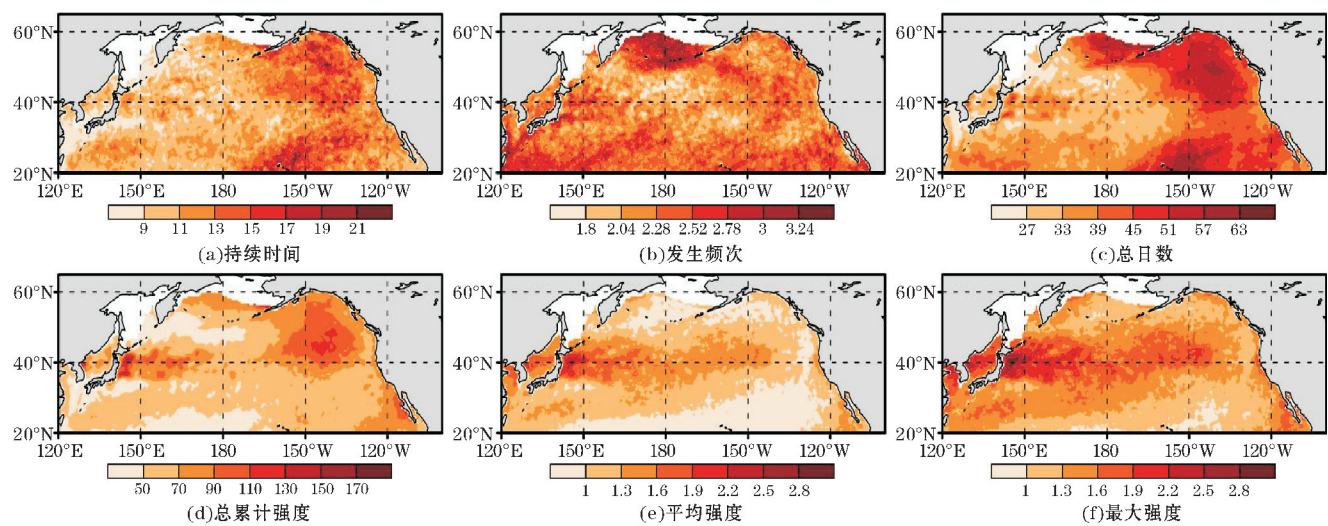 60°N 60°N 60°N
40°N 40°N 40°N
20°N 20°N 20°N
120°E 150°E 180 150°W 120°W 120°E 150°E 180 150°W 120°W 120°E 150°E 180 150°W 120°W
9 11 13 15 17 19 21 1.8 2.04 2.28 2.52 2.78 3 3.24 27 33 39 45 51 57 63
(a)持续时间 (b)发生频次 (c)总日数
60°N 60°N 60°N
40°N 40°N 40°N
20°N 20°N 20°N
120°E 150°E 180 150°W 120°W 120°E 150°E 180 150°W 120°W 120°E 150°E 180 150°W 120°W
50 70 90 110 130 150 170 1 1.3 1.6 1.9 2.2 2.5 2.8 1 1.3 1.6 1.9 2.2 2.5 2.8
(d)总累计强度 (e)平均强度 (f)最大强度